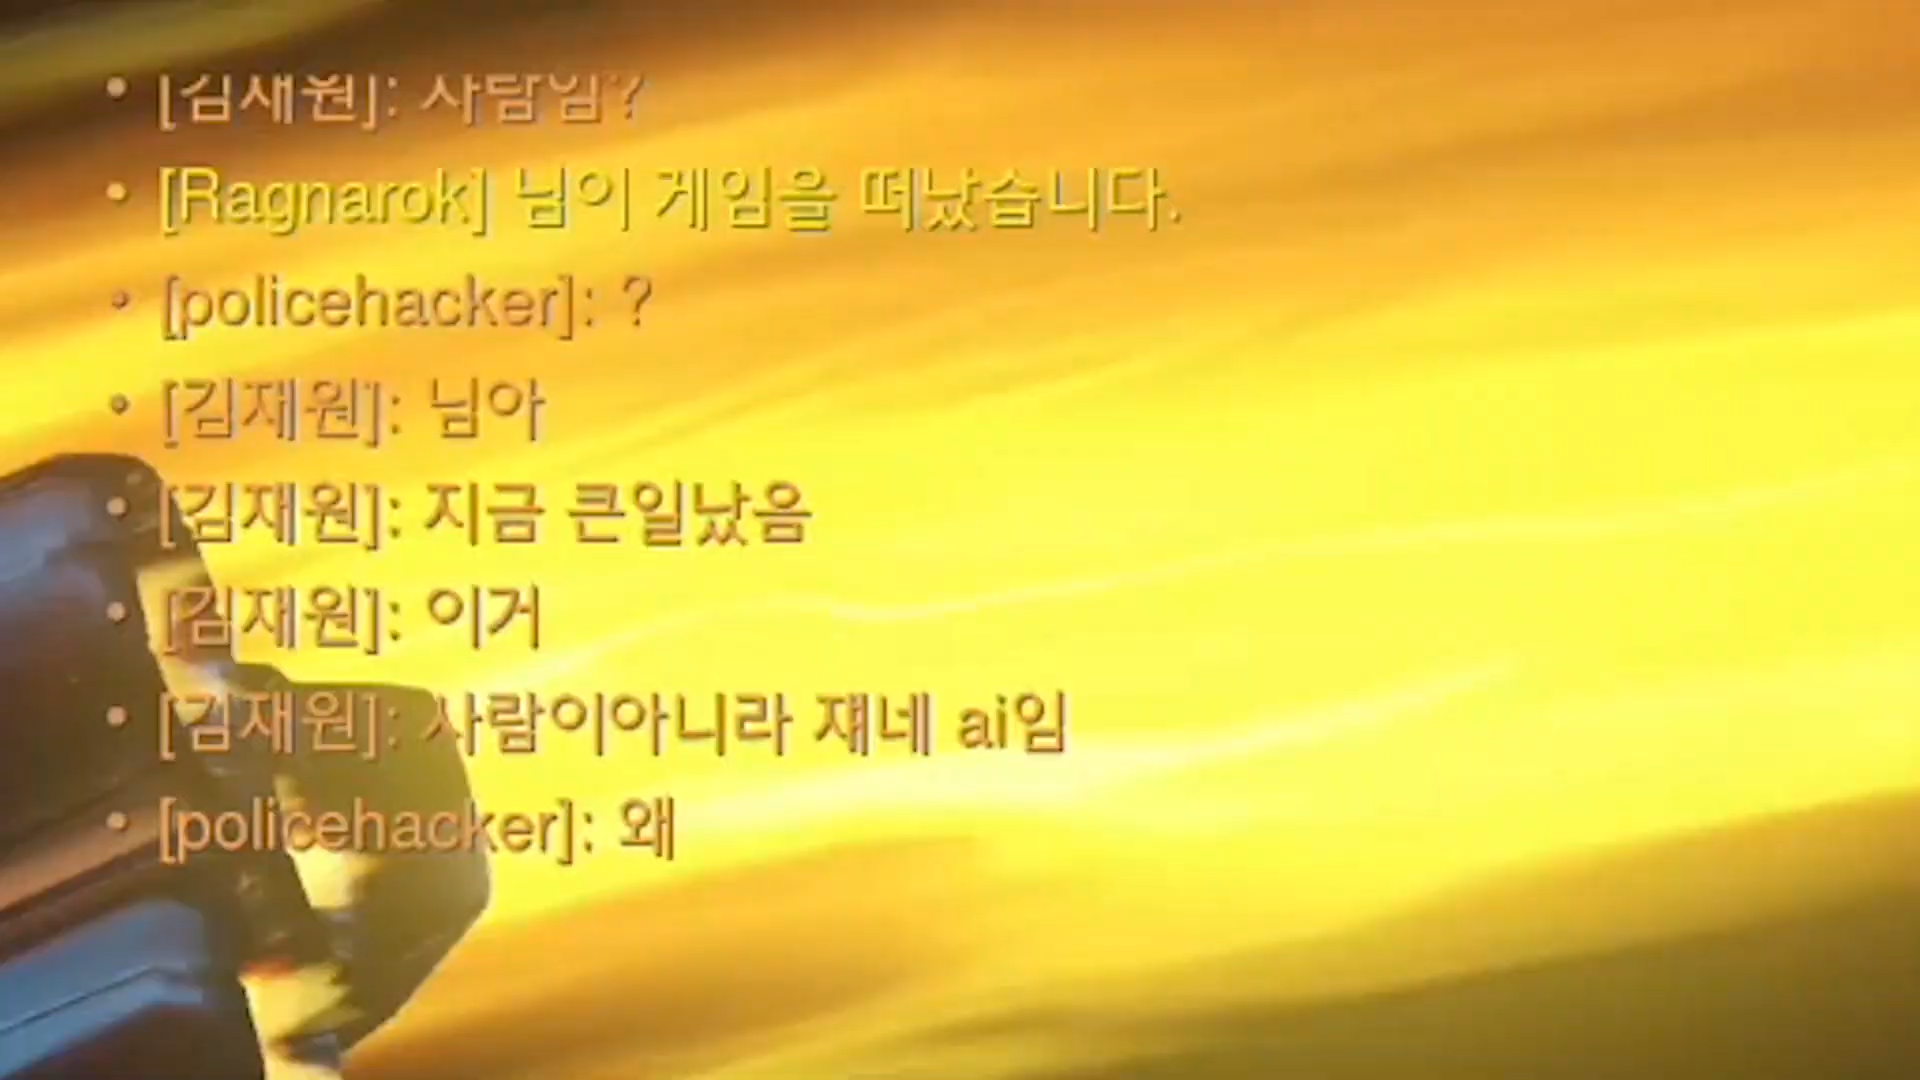 • [김재원]: 사람임?
• [Ragnarok] 님이 게임을 떠났습니다.
• [policehacker]: ?
• [김재원]: 님아
• [김재원]: 지금 큰일났음
• [김재원]: 이거
• [김재원]: 사람이아니라 쟤네 ai임
• [policehacker]: 왜